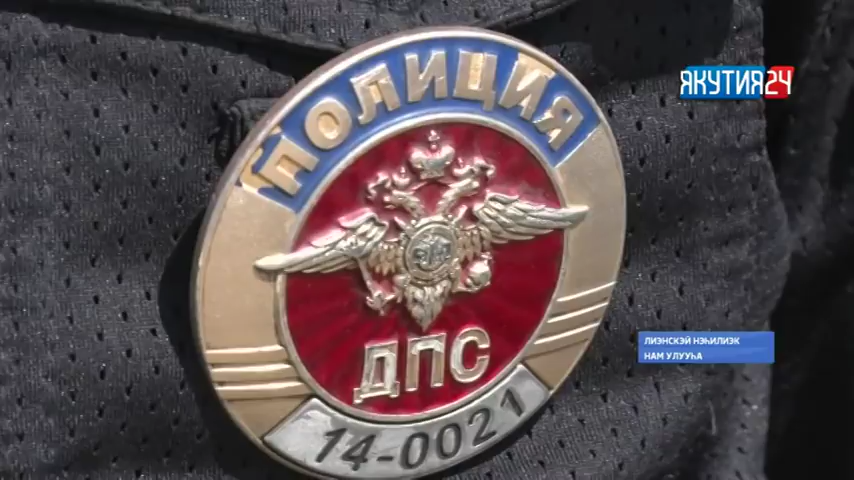 ПОЛИЦИЯ
ДПС
14-0021
ЯКУТИЯ24
ЛИЭНСКЭЙ НЭҺИЛИЭК
НАМ УЛУУҺА